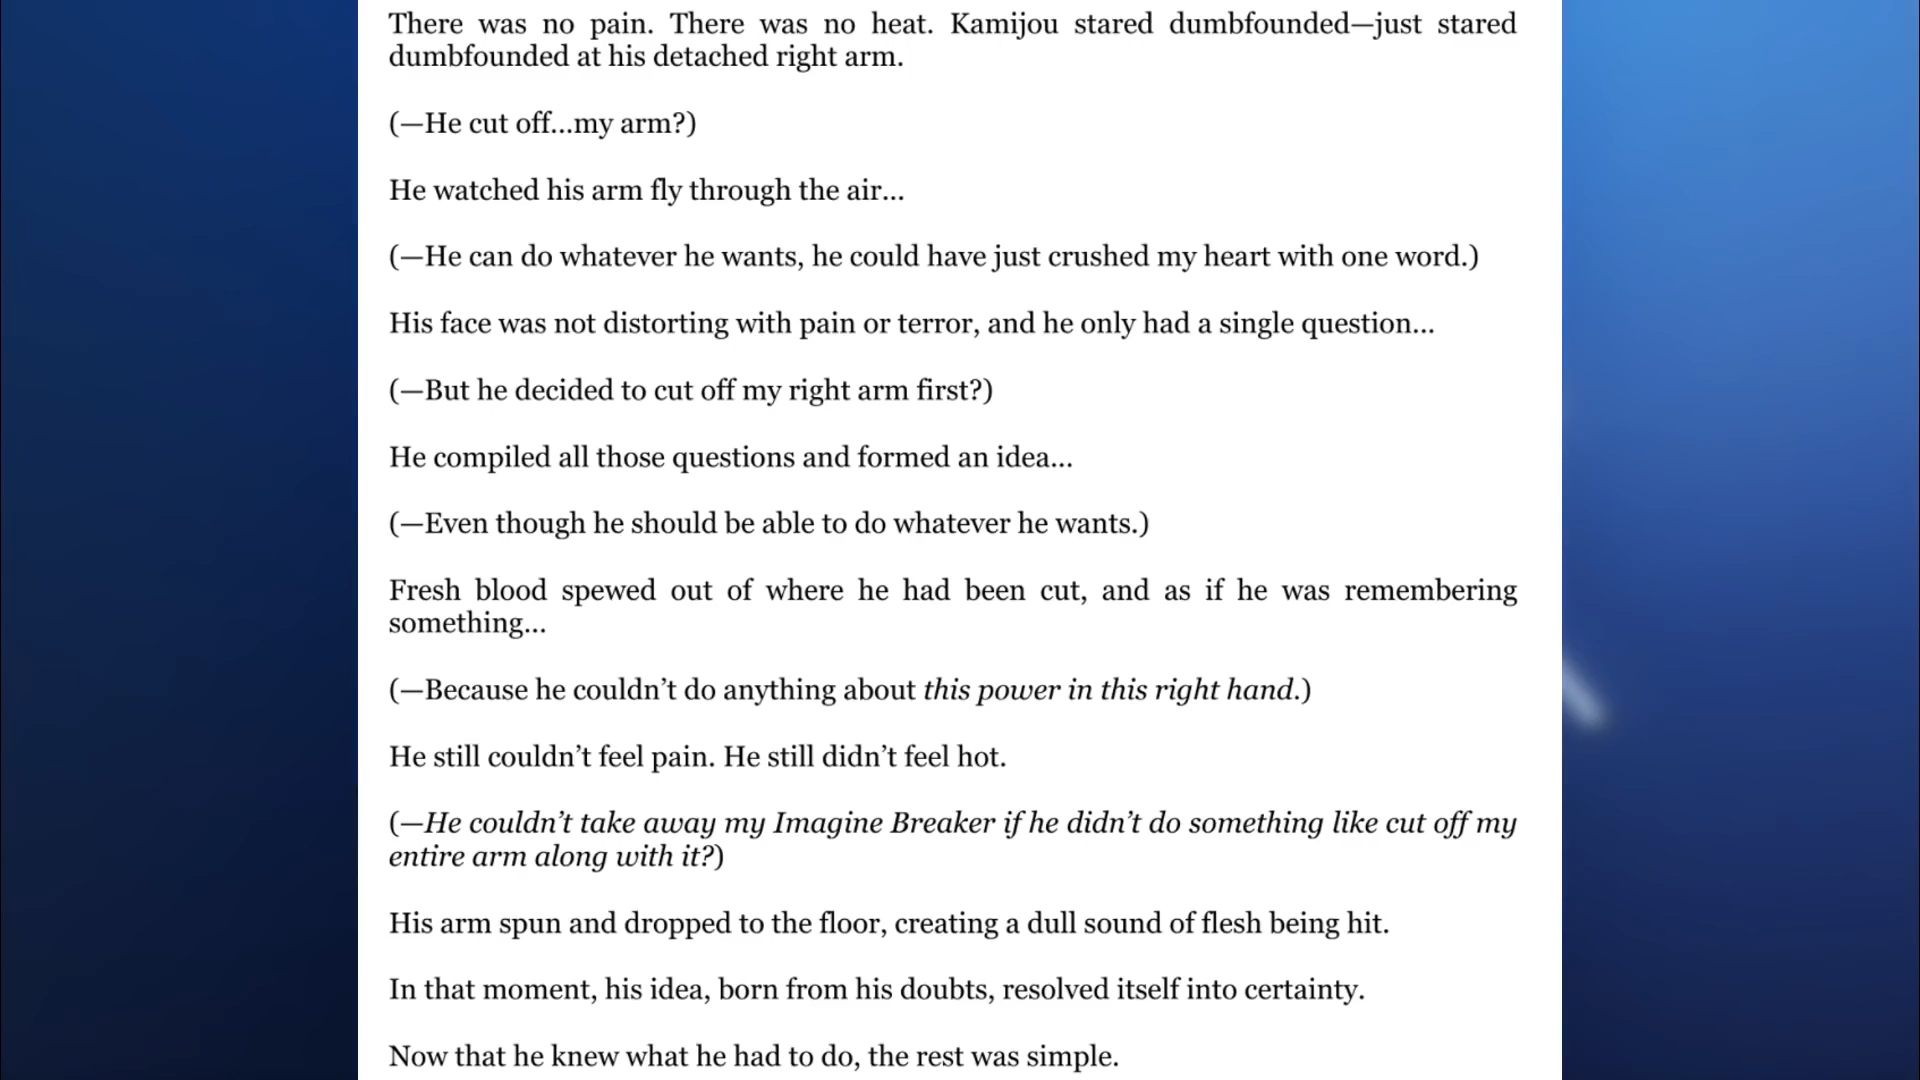 There was no pain. There was no heat. Kamijou stared dumbfounded—just stared
dumbfounded at his detached right arm.
(—He cut off...my arm?)
He watched his arm fly through the air...
(—He can do whatever he wants, he could have just crushed my heart with one word.)
His face was not distorting with pain or terror, and he only had a single question...
(—But he decided to cut off my right arm first?)
He compiled all those questions and formed an idea...
(—Even though he should be able to do whatever he wants.)
Fresh blood spewed out of where he had been cut, and as if he was remembering
something...
(—Because he couldn’t do anything about this power in this right hand.)
He still couldn’t feel pain. He still didn’t feel hot.
(—He couldn’t take away my Imagine Breaker if he didn’t do something like cut off my
entire arm along with it?)
His arm spun and dropped to the floor, creating a dull sound of flesh being hit.
In that moment, his idea, born from his doubts, resolved itself into certainty.
Now that he knew what he had to do, the rest was simple.